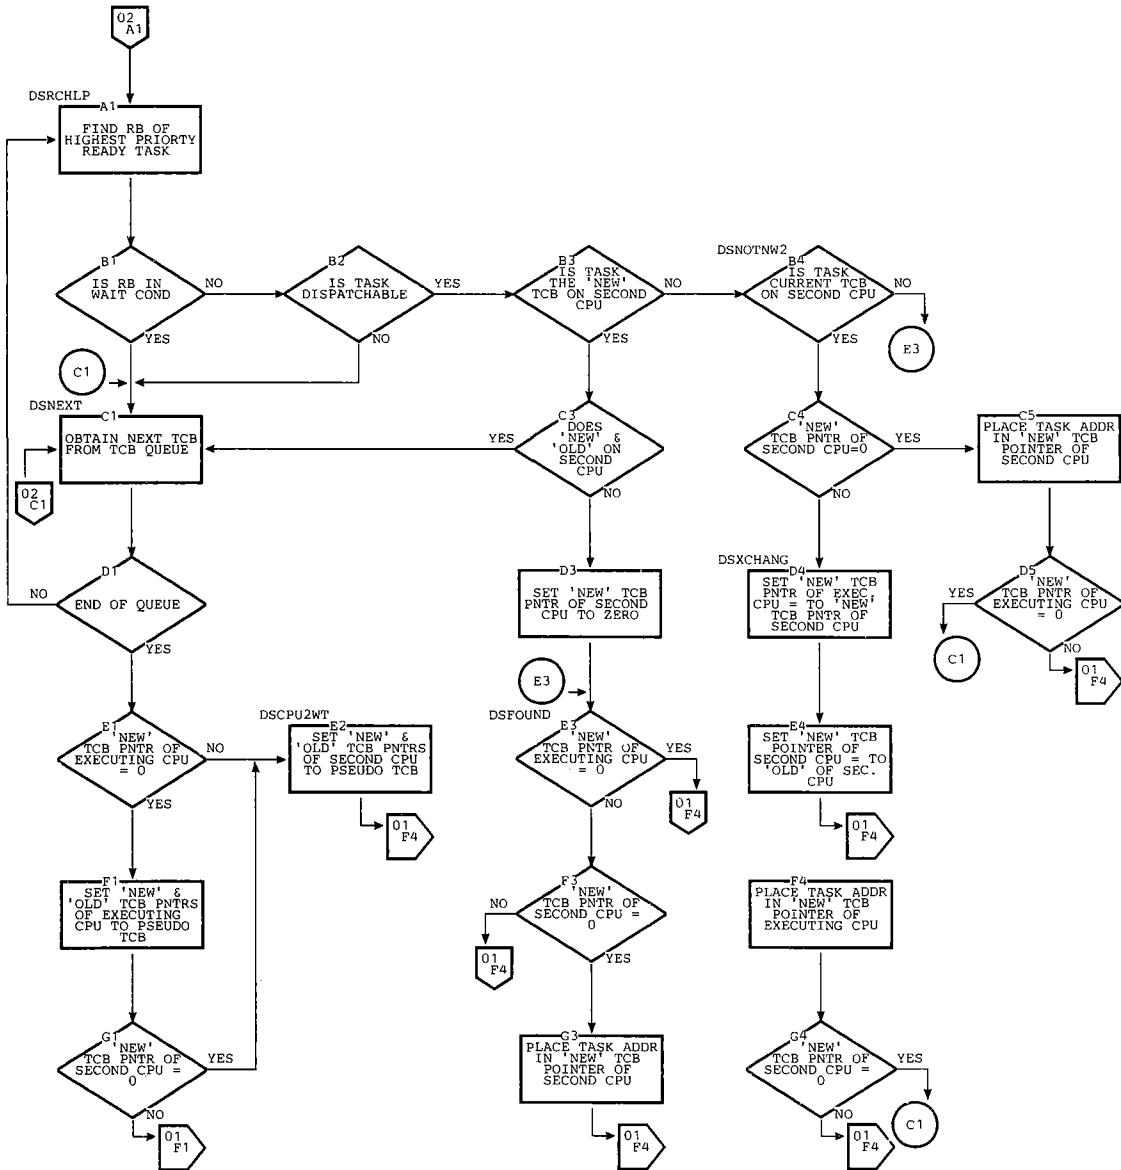 02
A1
DSRCHLP
A1
FIND RB OF
HIGHEST PRIORTY
READY TASK
B1
IS RB IN
WAIT COND
NO
YES
B2
IS TASK
DISPATCHABLE
YES
NO
B3
IS TASK
THE 'NEW'
TCB ON SECOND
CPU
NO
YES
DSNOTNW2
B4
IS TASK
CURRENT TCB
ON SECOND CPU
NO
YES
E3
C1
DSNEXT
C1
OBTAIN NEXT TCB
FROM TCB QUEUE
02
C1
C3
DOES
'NEW' &
'OLD' ON
SECOND
CPU
YES
NO
C4
'NEW'
TCB PNTR OF
SECOND CPU=0
YES
NO
C5
PLACE TASK ADDR
IN 'NEW' TCB
POINTER OF
SECOND CPU
D1
END OF QUEUE
NO
YES
D3
SET 'NEW' TCB
PNTR OF SECOND
CPU TO ZERO
DSXCHANG
D4
SET 'NEW' TCB
PNTR OF EXEC.
CPU = TO 'NEW'
TCB PNTR OF
SECOND CPU
D5
'NEW'
TCB PNTR OF
EXECUTING CPU
= 0
YES
NO
C1
01
F4
E3
E1
'NEW'
TCB PNTR OF
EXECUTING CPU
= 0
NO
YES
DSCPU2WT
E2
SET 'NEW' &
'OLD' TCB PNTRS
OF SECOND CPU
TO PSEUDO TCB
01
F4
DSFOUND
E3
'NEW'
TCB PNTR OF
EXECUTING CPU
= 0
YES
NO
01
F4
E4
SET 'NEW' TCB
POINTER OF
SECOND CPU = TO
'OLD' OF SEC.
CPU
01
F4
F1
SET 'NEW' &
'OLD' TCB PNTRS
OF EXECUTING
CPU TO PSEUDO
TCB
F3
'NEW'
TCB PNTR OF
SECOND CPU =
0
NO
YES
01
F4
F4
PLACE TASK ADDR
IN 'NEW' TCB
POINTER OF
EXECUTING CPU
G1
'NEW'
TCB PNTR OF
SECOND CPU =
0
YES
NO
01
F1
G3
PLACE TASK ADDR
IN 'NEW' TCB
POINTER OF
SECOND CPU
01
F4
G4
'NEW'
TCB PNTR OF
SECOND CPU =
0
YES
NO
C1
01
F4